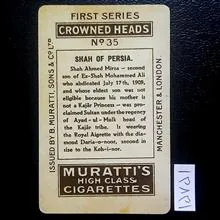 FIRST SERIES
CROWNED HEADS
Nº 35
SHAH OF PERSIA.
Shah Ahmed Mirza — second
son of Ex-Shah Mohammed Ali
who abdicated July 17th, 1909,
and whose eldest son was not
eligible because his mother is
not a Kajâr Princess — was pro-
claimed Sultan under the regency
of Azad-ul-Mulk head of
the Kajâr tribe. Is wearing
the Royal Aigrette with the dia-
mond Daria-o-noor, second in
size to the Koh-i-nor.
ISSUED BY B. MURATTI, SONS & Cº LTD
MANCHESTER & LONDON.
MURATTI'S
HIGH CLASS
CIGARETTES